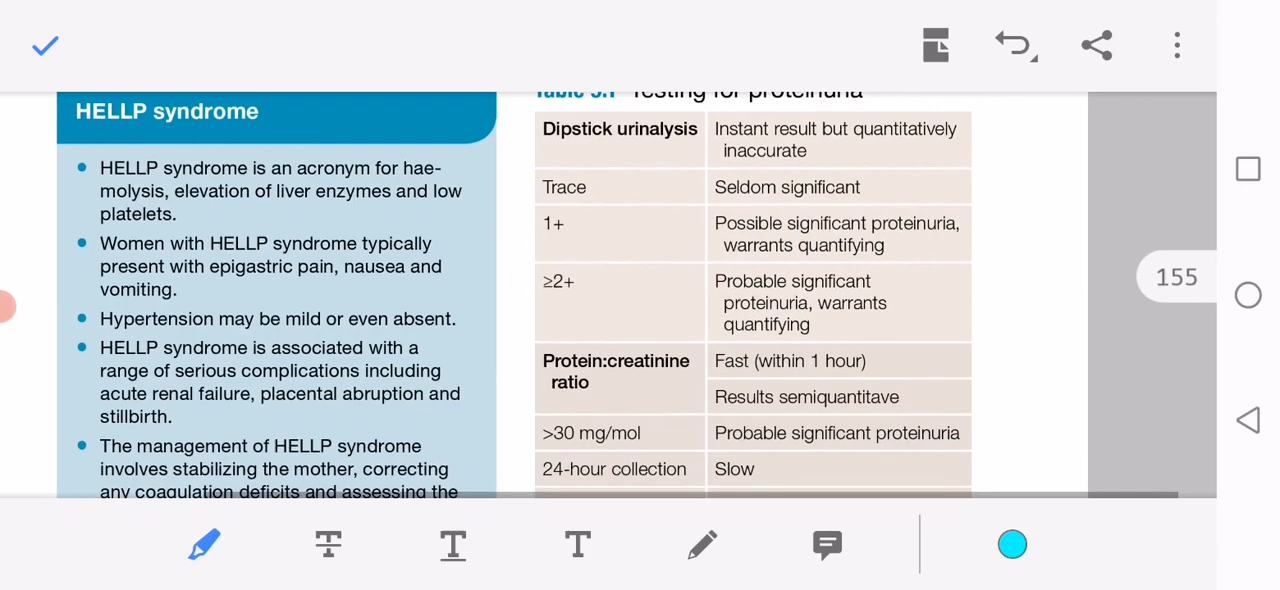 HELLP syndrome
HELLP syndrome is an acronym for hae-
molysis, elevation of liver enzymes and low
platelets.
Women with HELLP syndrome typically
present with epigastric pain, nausea and
vomiting.
Hypertension may be mild or even absent.
HELLP syndrome is associated with a
range of serious complications including
acute renal failure, placental abruption and
stillbirth.
The management of HELLP syndrome
involves stabilizing the mother, correcting
any coagulation deficits and assessing the
Table 9.1 Testing for proteinuria
Dipstick urinalysis
Instant result but quantitatively
inaccurate
Trace
Seldom significant
1+
Possible significant proteinuria,
warrants quantifying
≥2+
Probable significant
proteinuria, warrants
quantifying
Protein:creatinine
ratio
Fast (within 1 hour)
Results semiquantitave
>30 mg/mol
Probable significant proteinuria
24-hour collection
Slow
155
T
T
T